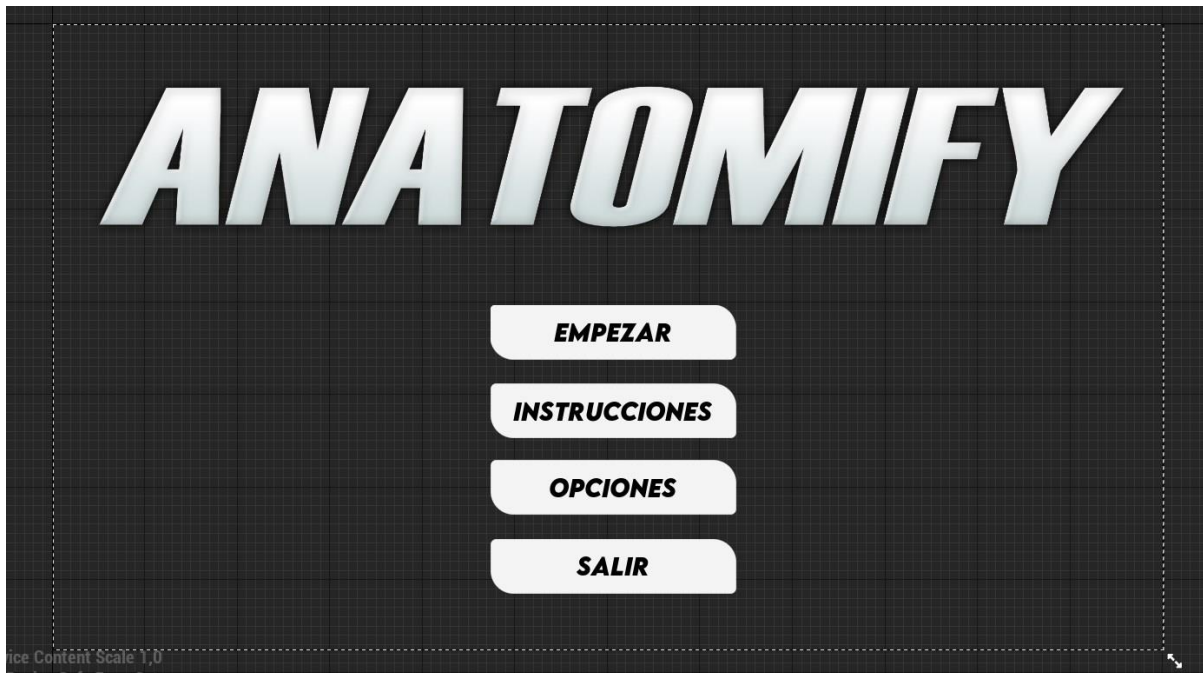 ANATOMIFY
EMPEZAR
INSTRUCCIONES
OPCIONES
SALIR
Content Scale 1,0